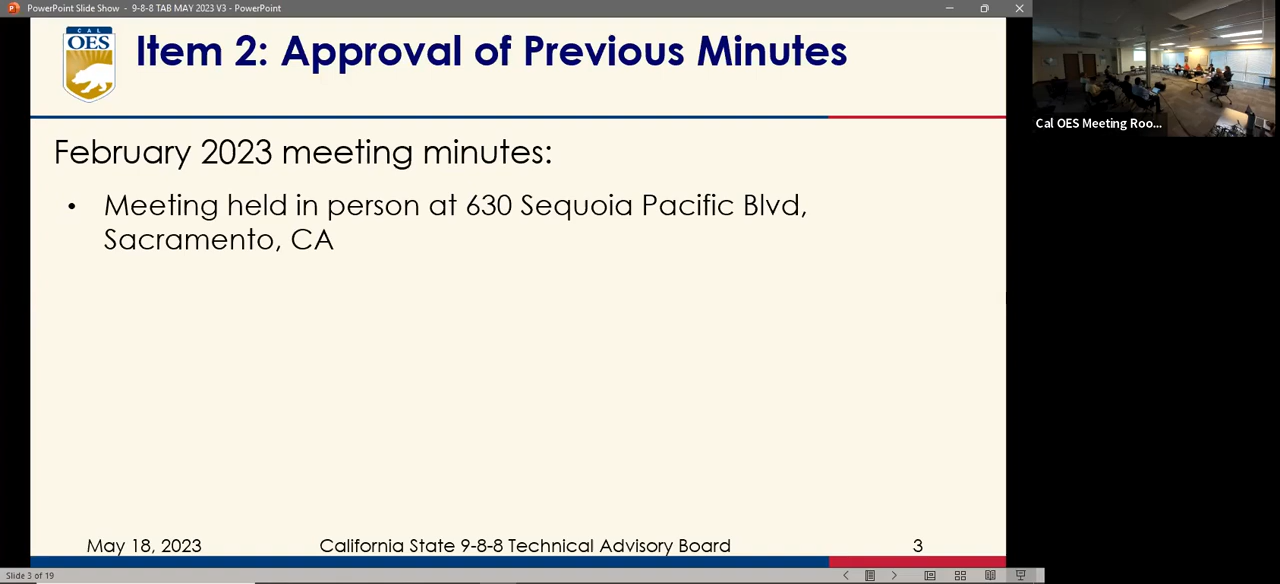 PowerPoint Slide Show - 9-8-8 TAB MAY 2023 V3 - PowerPoint
CAL
OES
Item 2: Approval of Previous Minutes
February 2023 meeting minutes:
• Meeting held in person at 630 Sequoia Pacific Blvd,
Sacramento, CA
May 18, 2023 California State 9-8-8 Technical Advisory Board 3
Slide 3 of 19
Cal OES Meeting Roo...